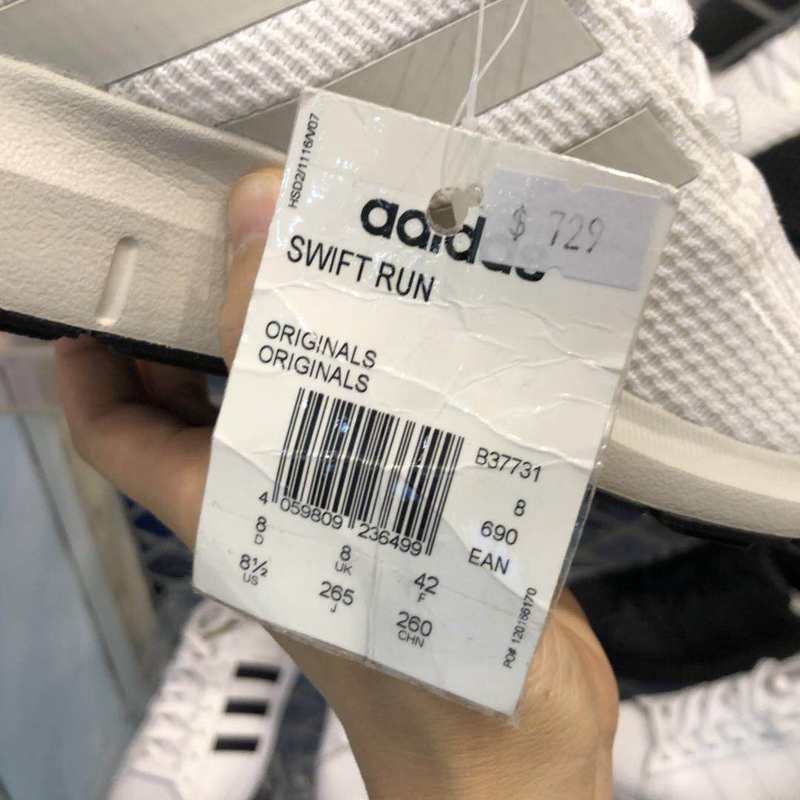 HSD2/1116/V07
adidas
$ 729
SWIFT RUN
ORIGINALS
ORIGINALS
B37731
8
690
EAN
4 059809 236499
8
D
8
UK
42
F
8½
US
265
J
260
CHN
PO# 120166170